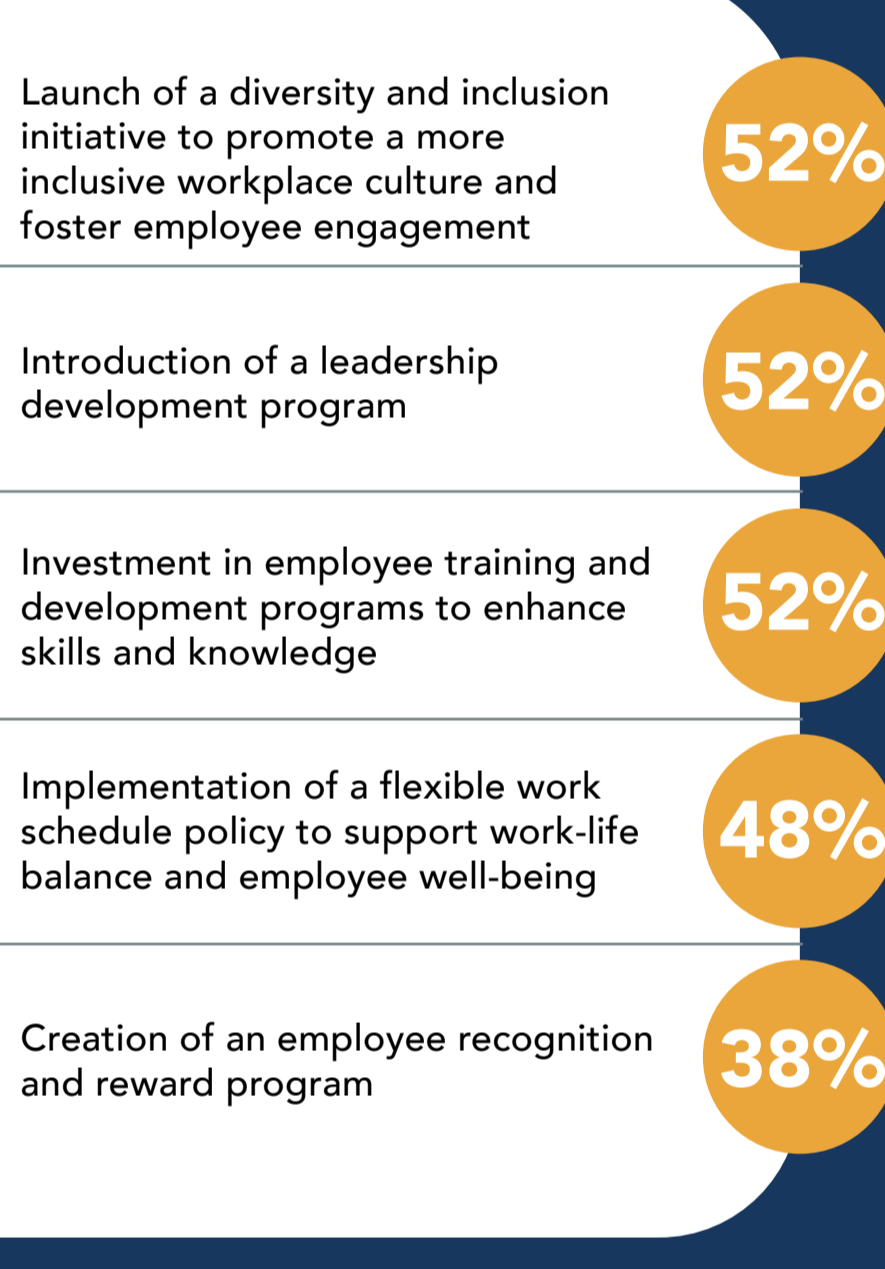 Launch of a diversity and inclusion
initiative to promote a more
inclusive workplace culture and
foster employee engagement
52%
Introduction of a leadership
development program
52%
Investment in employee training and
development programs to enhance
skills and knowledge
52%
Implementation of a flexible work
schedule policy to support work-life
balance and employee well-being
48%
Creation of an employee recognition
and reward program
38%